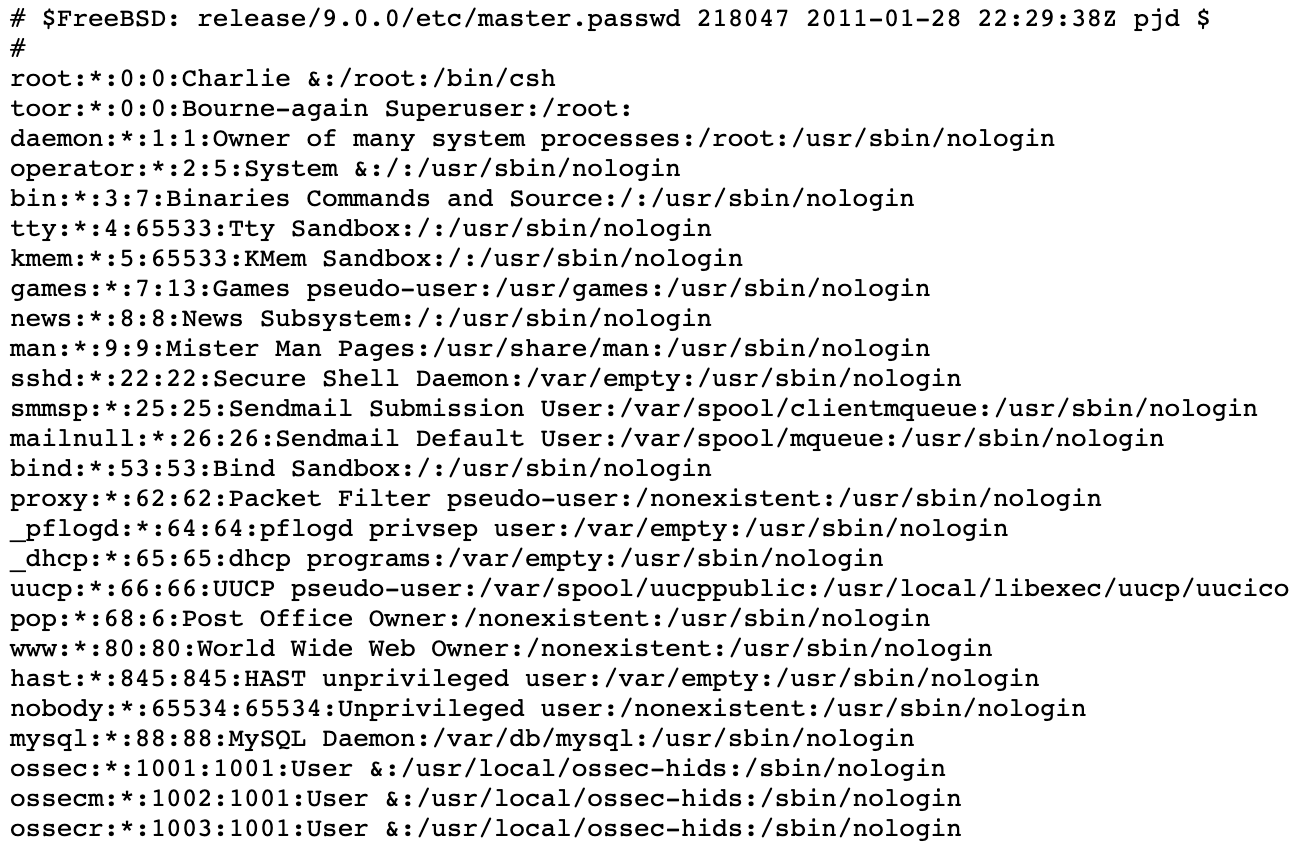 # $FreeBSD: release/9.0.0/etc/master.passwd 218047 2011-01-28 22:29:38Z pjd $
#
root:*:0:0:Charlie &:/root:/bin/csh
toor:*:0:0:Bourne-again Superuser:/root:
daemon:*:1:1:Owner of many system processes:/root:/usr/sbin/nologin
operator:*:2:5:System &:/:/usr/sbin/nologin
bin:*:3:7:Binaries Commands and Source:/:/usr/sbin/nologin
tty:*:4:65533:Tty Sandbox:/:/usr/sbin/nologin
kmem:*:5:65533:KMem Sandbox:/:/usr/sbin/nologin
games:*:7:13:Games pseudo-user:/usr/games:/usr/sbin/nologin
news:*:8:8:News Subsystem:/:/usr/sbin/nologin
man:*:9:9:Mister Man Pages:/usr/share/man:/usr/sbin/nologin
sshd:*:22:22:Secure Shell Daemon:/var/empty:/usr/sbin/nologin
smmsp:*:25:25:Sendmail Submission User:/var/spool/clientmqueue:/usr/sbin/nologin
mailnull:*:26:26:Sendmail Default User:/var/spool/mqueue:/usr/sbin/nologin
bind:*:53:53:Bind Sandbox:/:/usr/sbin/nologin
proxy:*:62:62:Packet Filter pseudo-user:/nonexistent:/usr/sbin/nologin
_pflogd:*:64:64:pflogd privsep user:/var/empty:/usr/sbin/nologin
_dhcp:*:65:65:dhcp programs:/var/empty:/usr/sbin/nologin
uucp:*:66:66:UUCP pseudo-user:/var/spool/uucppublic:/usr/local/libexec/uucp/uucico
pop:*:68:6:Post Office Owner:/nonexistent:/usr/sbin/nologin
www:*:80:80:World Wide Web Owner:/nonexistent:/usr/sbin/nologin
hast:*:845:845:HAST unprivileged user:/var/empty:/usr/sbin/nologin
nobody:*:65534:65534:Unprivileged user:/nonexistent:/usr/sbin/nologin
mysql:*:88:88:MySQL Daemon:/var/db/mysql:/usr/sbin/nologin
ossec:*:1001:1001:User &:/usr/local/ossec-hids:/sbin/nologin
ossecm:*:1002:1001:User &:/usr/local/ossec-hids:/sbin/nologin
ossecr:*:1003:1001:User &:/usr/local/ossec-hids:/sbin/nologin